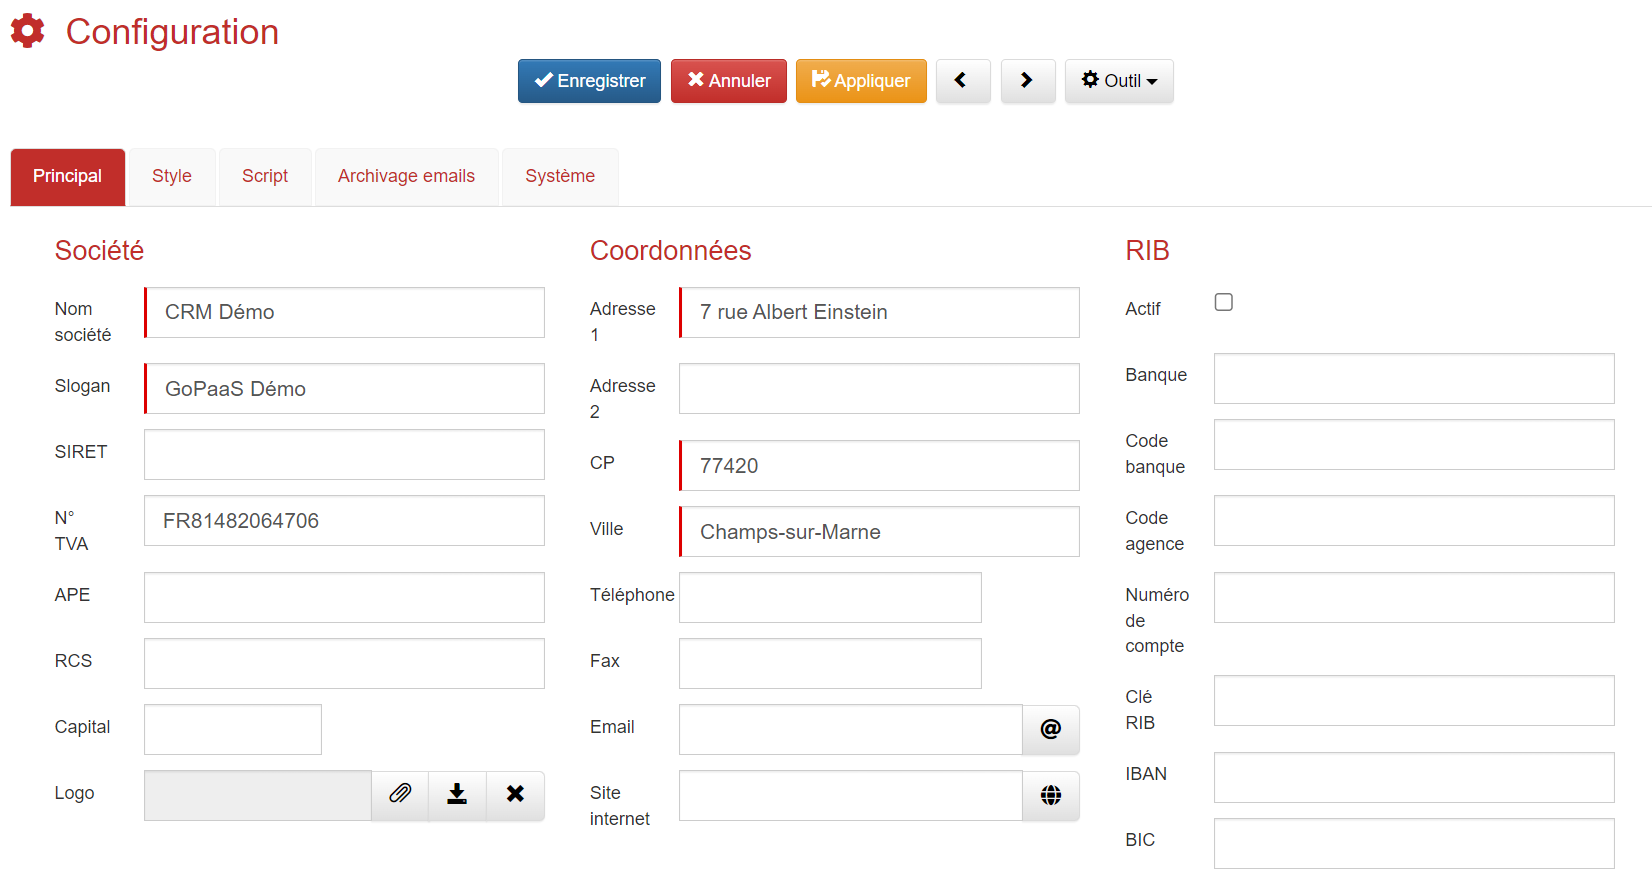 Configuration
Enregistrer
Annuler
Appliquer
Outil
Principal
Style
Script
Archivage emails
Système
Société
Nom
société
CRM Démo
Slogan
GoPaaS Démo
SIRET
N°
TVA
FR81482064706
APE
RCS
Capital
Logo
Coordonnées
Adresse
1
7 rue Albert Einstein
Adresse
2
CP
77420
Ville
Champs-sur-Marne
Téléphone
Fax
Email
@
Site
internet
RIB
Actif
Banque
Code
banque
Code
agence
Numéro
de
compte
Clé
RIB
IBAN
BIC